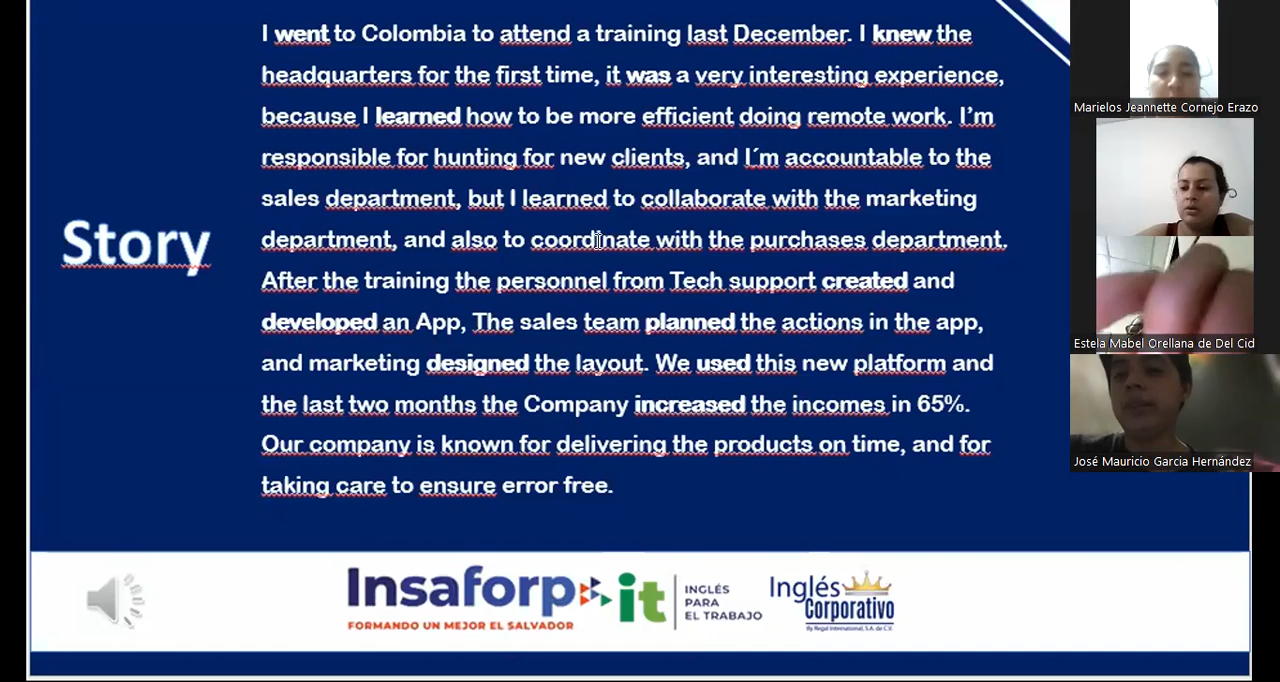 Story
I went to Colombia to attend a training last December. I knew the
headquarters for the first time, it was a very interesting experience,
because I learned how to be more efficient doing remote work. I'm
responsible for hunting for new clients, and I´m accountable to the
sales department, but I learned to collaborate with the marketing
department, and also to coordinate with the purchases department.
After the training the personnel from Tech support created and
developed an App, The sales team planned the actions in the app,
and marketing designed the layout. We used this new platform and
the last two months the Company increased the incomes in 65%.
Our company is known for delivering the products on time, and for
taking care to ensure error free.
Insaforp
FORMANDO UN MEJOR EL SALVADOR
it
INGLÉS
PARA
EL TRABAJO
Inglés
Corporativo
By Regal International, S.A. de C.V.
Marielos Jeannette Cornejo Erazo
Estela Mabel Orellana de Del Cid
José Mauricio Garcia Hernández